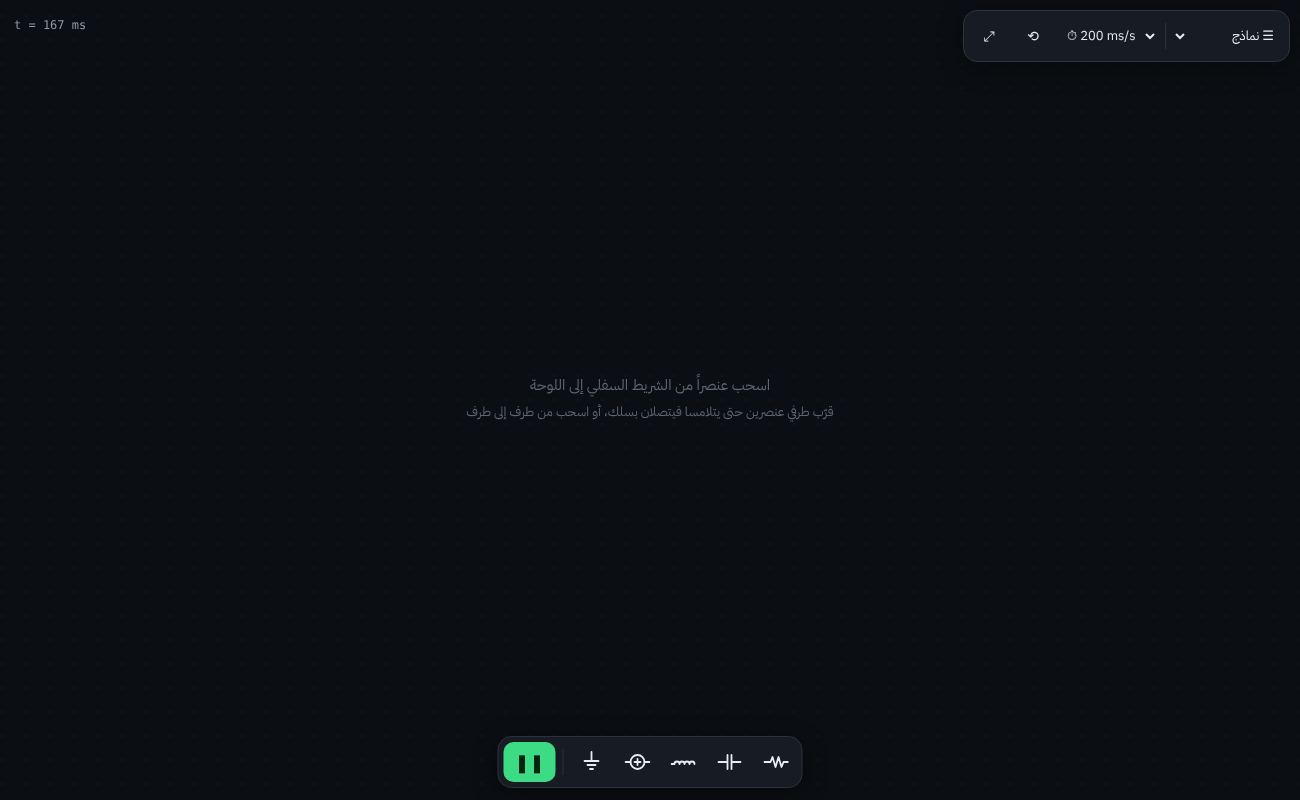 t = 167 ms
☰ نماذج
⏱ 200 ms/s
اسحب عنصراً من الشريط السفلي إلى اللوحة
قرّب طرفي عنصرين حتى يتلامسا فيتصلان بسلك، أو اسحب من طرف إلى طرف